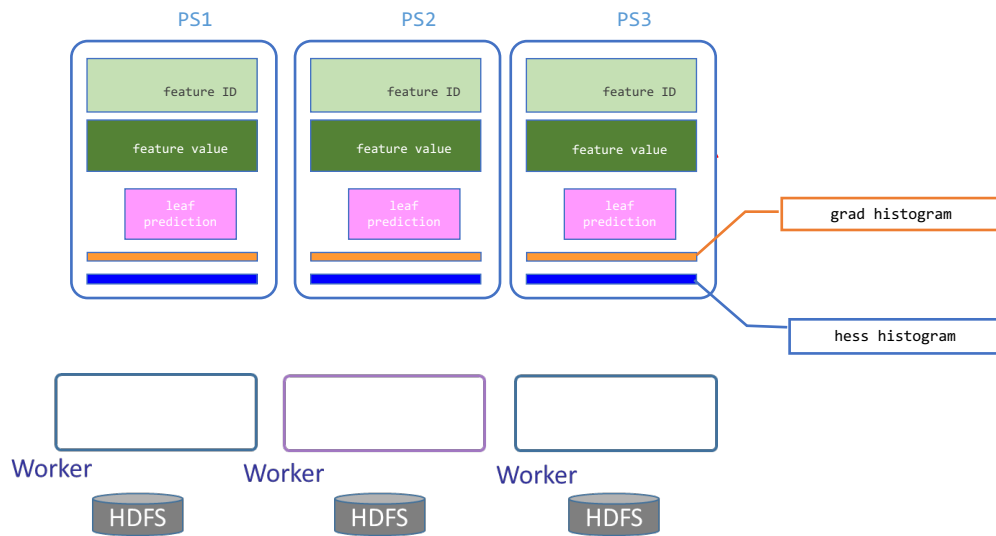 PS1
PS2
PS3
feature ID
feature ID
feature ID
feature value
feature value
feature value
leaf
prediction
leaf
prediction
leaf
prediction
grad histogram
hess histogram
Worker
Worker
Worker
HDFS
HDFS
HDFS